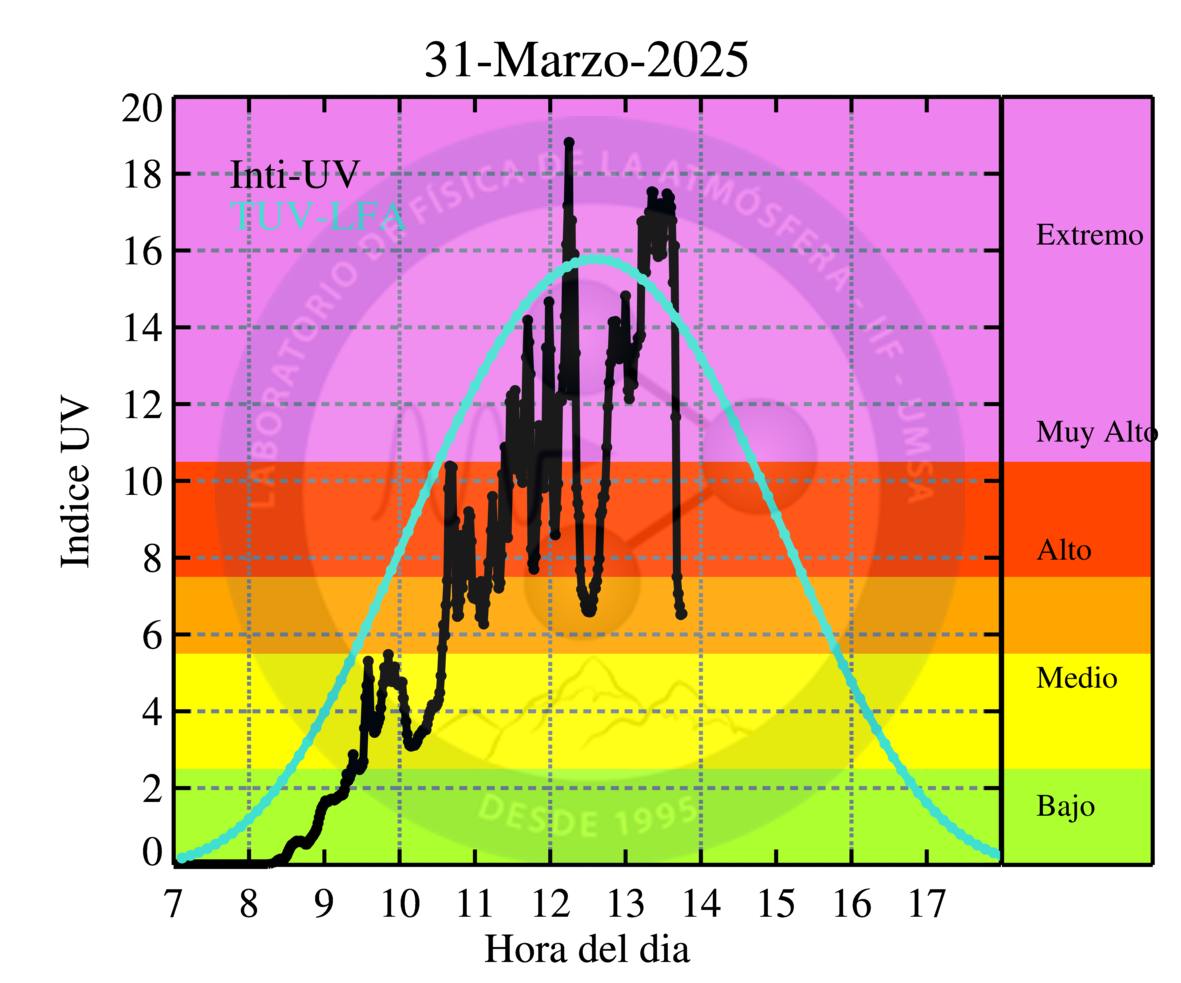 31-Marzo-2025
20
18
16
14
12
10
8
6
4
2
0
Indice UV
Inti-UV
TUV-LFA
LABORATORIO DE FÍSICA DE LA ATMÓSFERA - IIF - UMSA
DESDE 1995
Extremo
Muy Alto
Alto
Medio
Bajo
7 8 9 10 11 12 13 14 15 16 17
Hora del dia